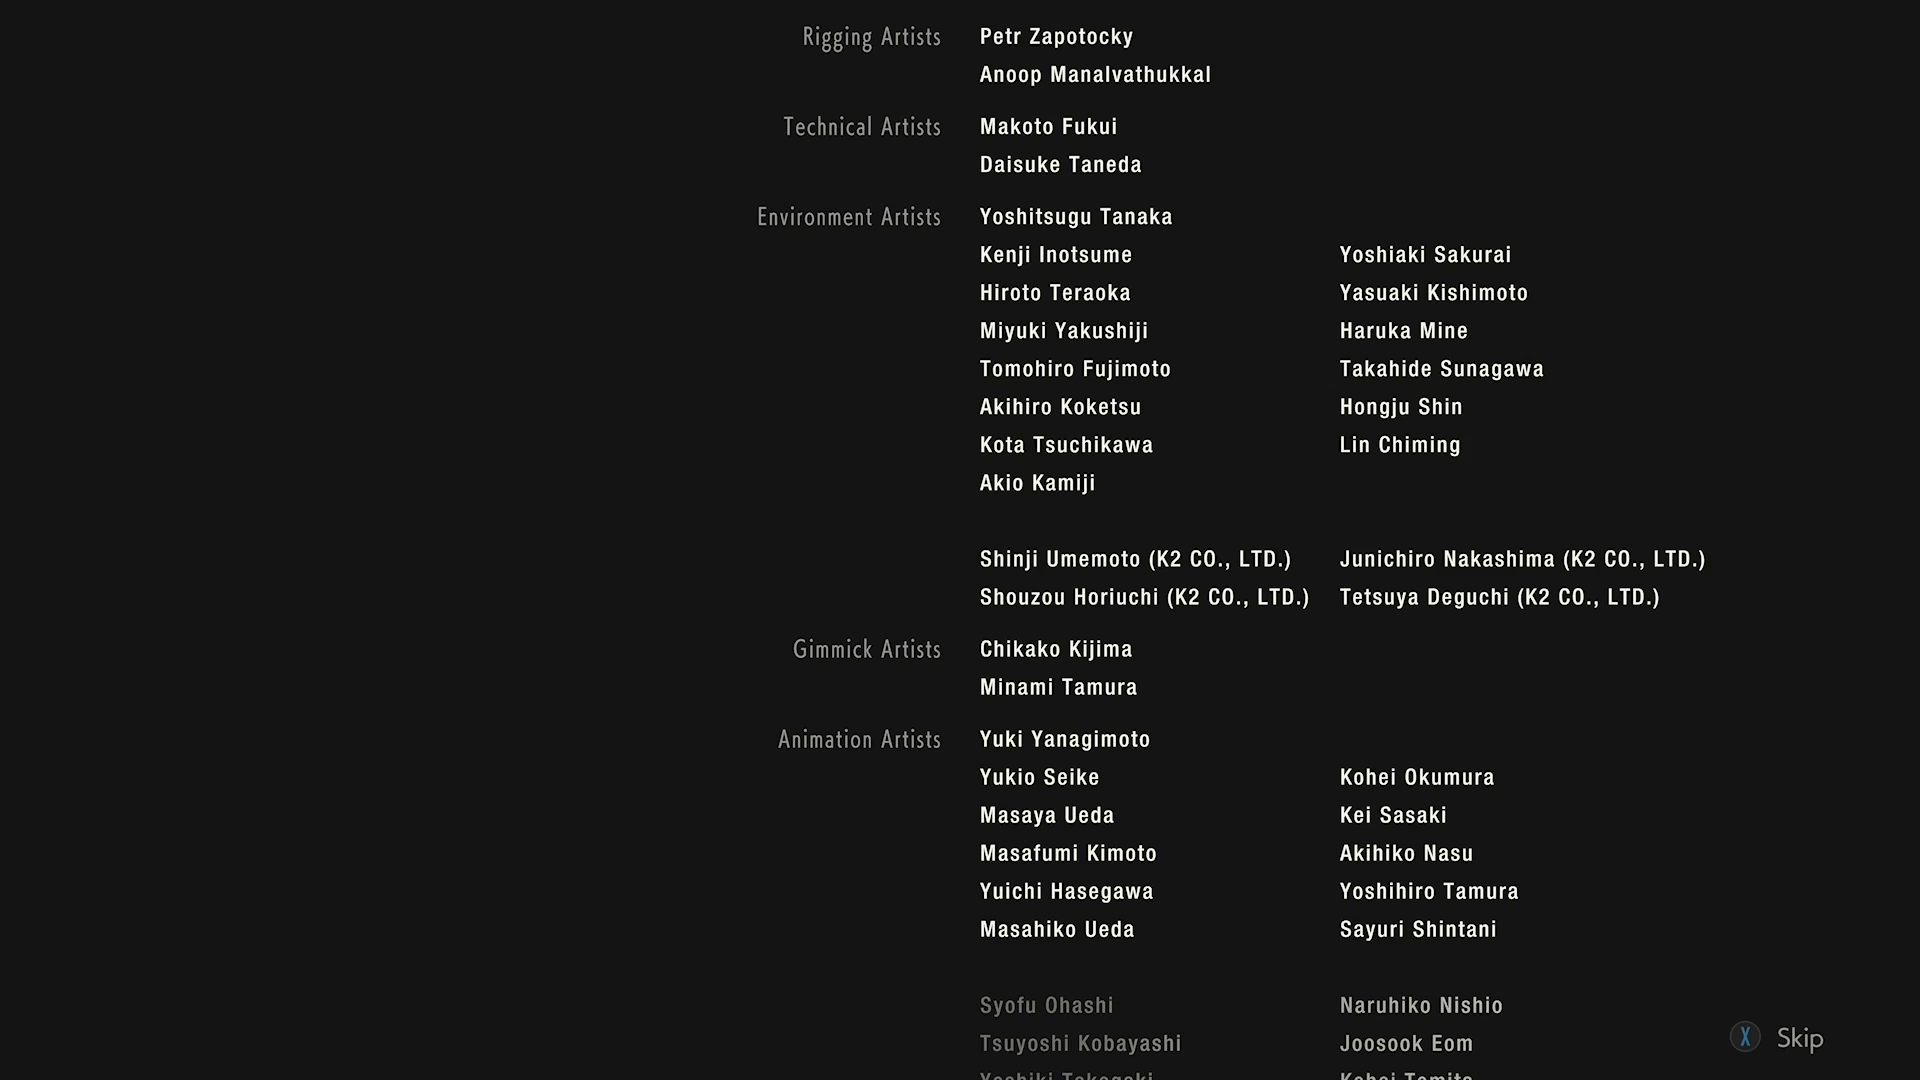 Rigging Artists Petr Zapotocky
Anoop Manalvathukkal
Technical Artists Makoto Fukui
Daisuke Taneda
Environment Artists Yoshitsugu Tanaka
Kenji Inotsume Yoshiaki Sakurai
Hiroto Teraoka Yasuaki Kishimoto
Miyuki Yakushiji Haruka Mine
Tomohiro Fujimoto Takahide Sunagawa
Akihiro Koketsu Hongju Shin
Kota Tsuchikawa Lin Chiming
Akio Kamiji
Shinji Umemoto (K2 CO., LTD.) Junichiro Nakashima (K2 CO., LTD.)
Shouzou Horiuchi (K2 CO., LTD.) Tetsuya Deguchi (K2 CO., LTD.)
Gimmick Artists Chikako Kijima
Minami Tamura
Animation Artists Yuki Yanagimoto
Yukio Seike Kohei Okumura
Masaya Ueda Kei Sasaki
Masafumi Kimoto Akihiko Nasu
Yuichi Hasegawa Yoshihiro Tamura
Masahiko Ueda Sayuri Shintani
Syofu Ohashi Naruhiko Nishio
Tsuyoshi Kobayashi Joosook Eom
X Skip